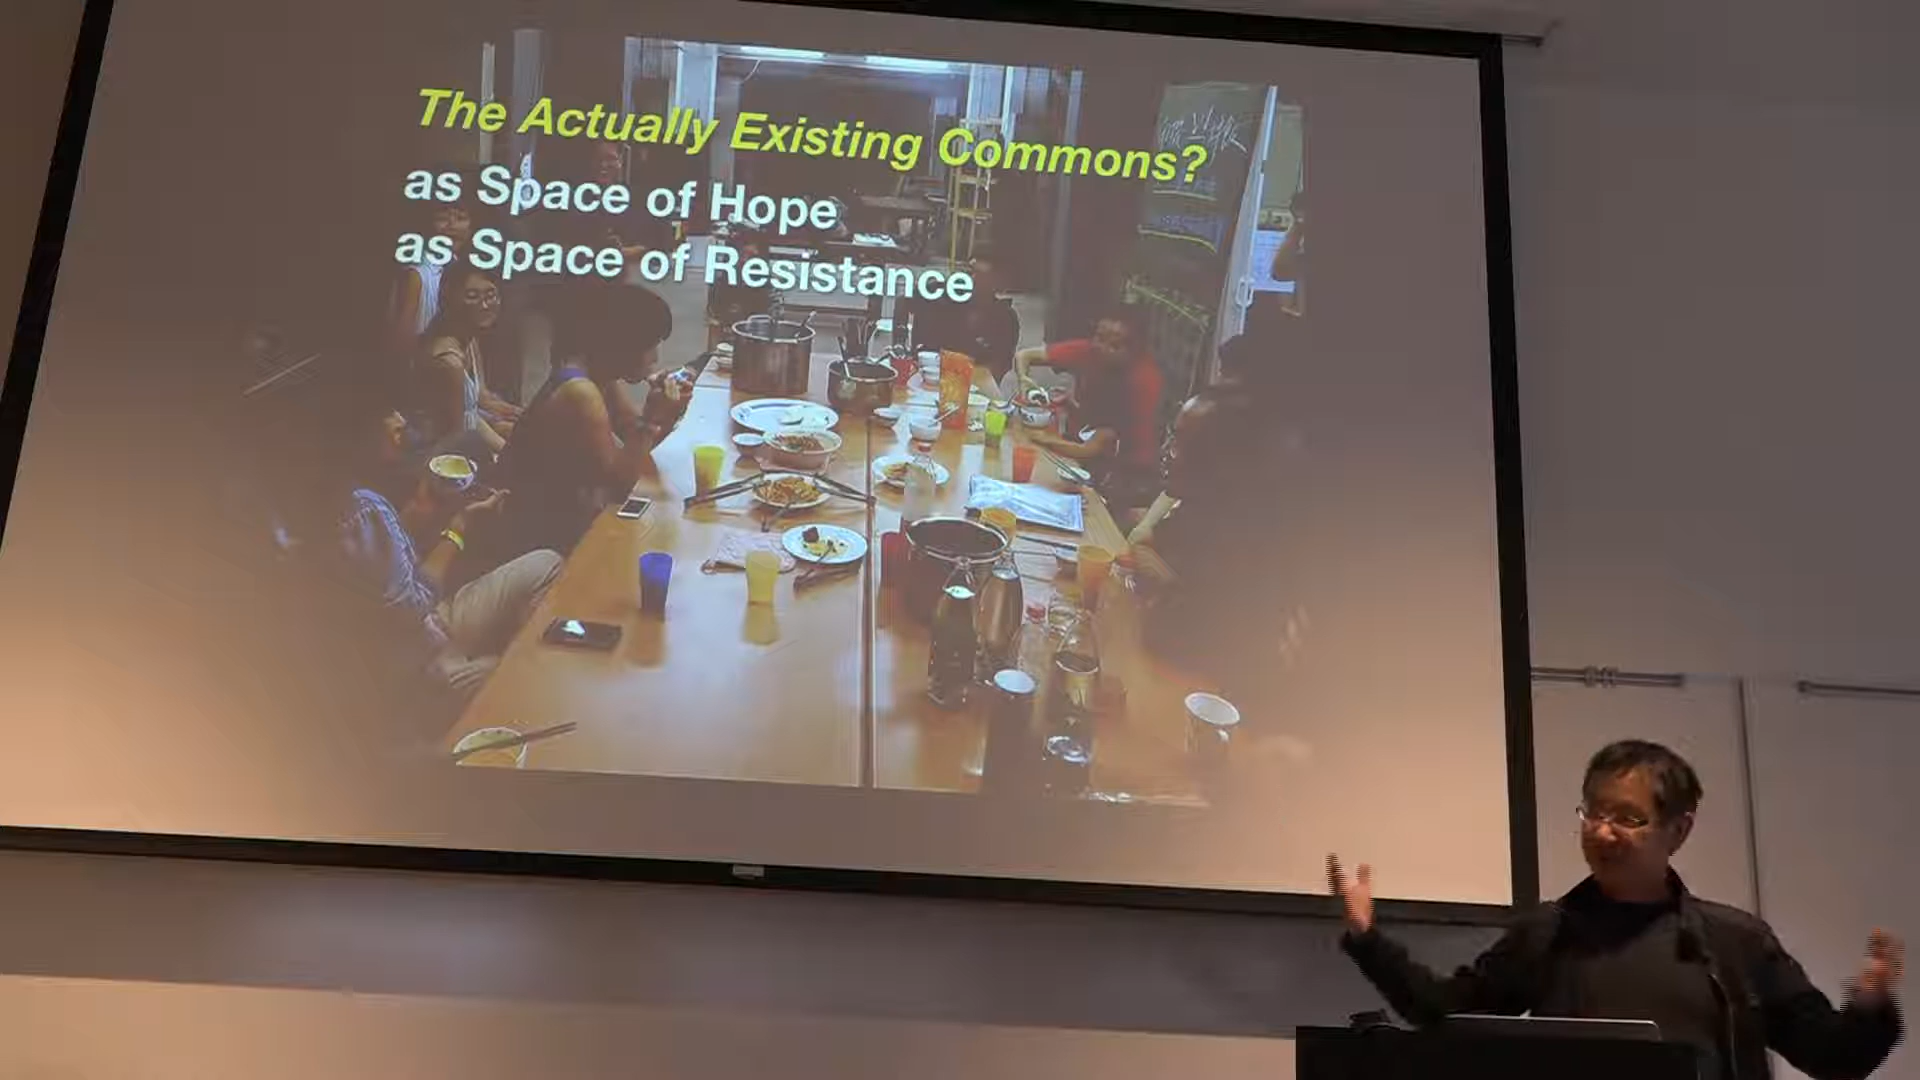 The Actually Existing Commons?
as Space of Hope
as Space of Resistance